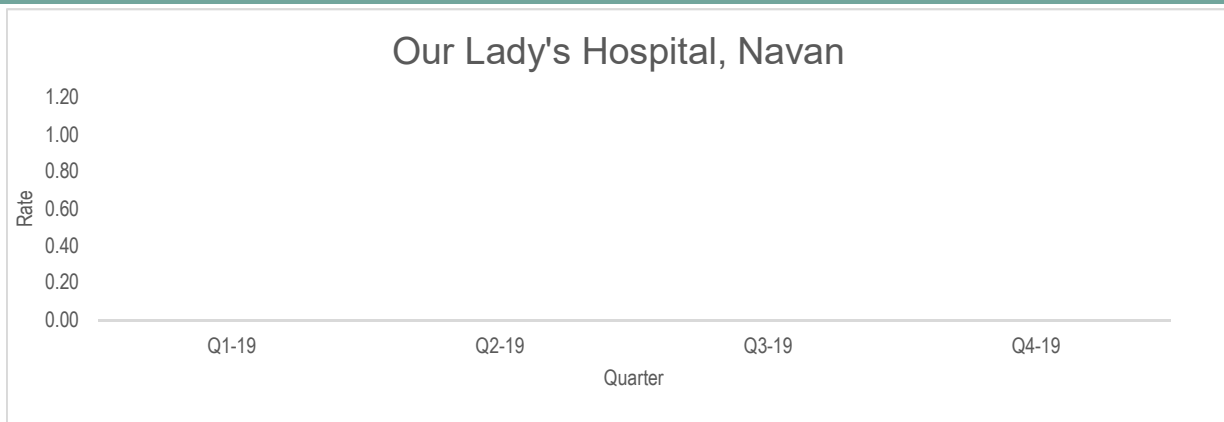 Our Lady's Hospital, Navan
1.20
1.00
0.80
0.60
0.40
0.20
0.00
Rate
Q1-19 Q2-19 Q3-19 Q4-19
Quarter